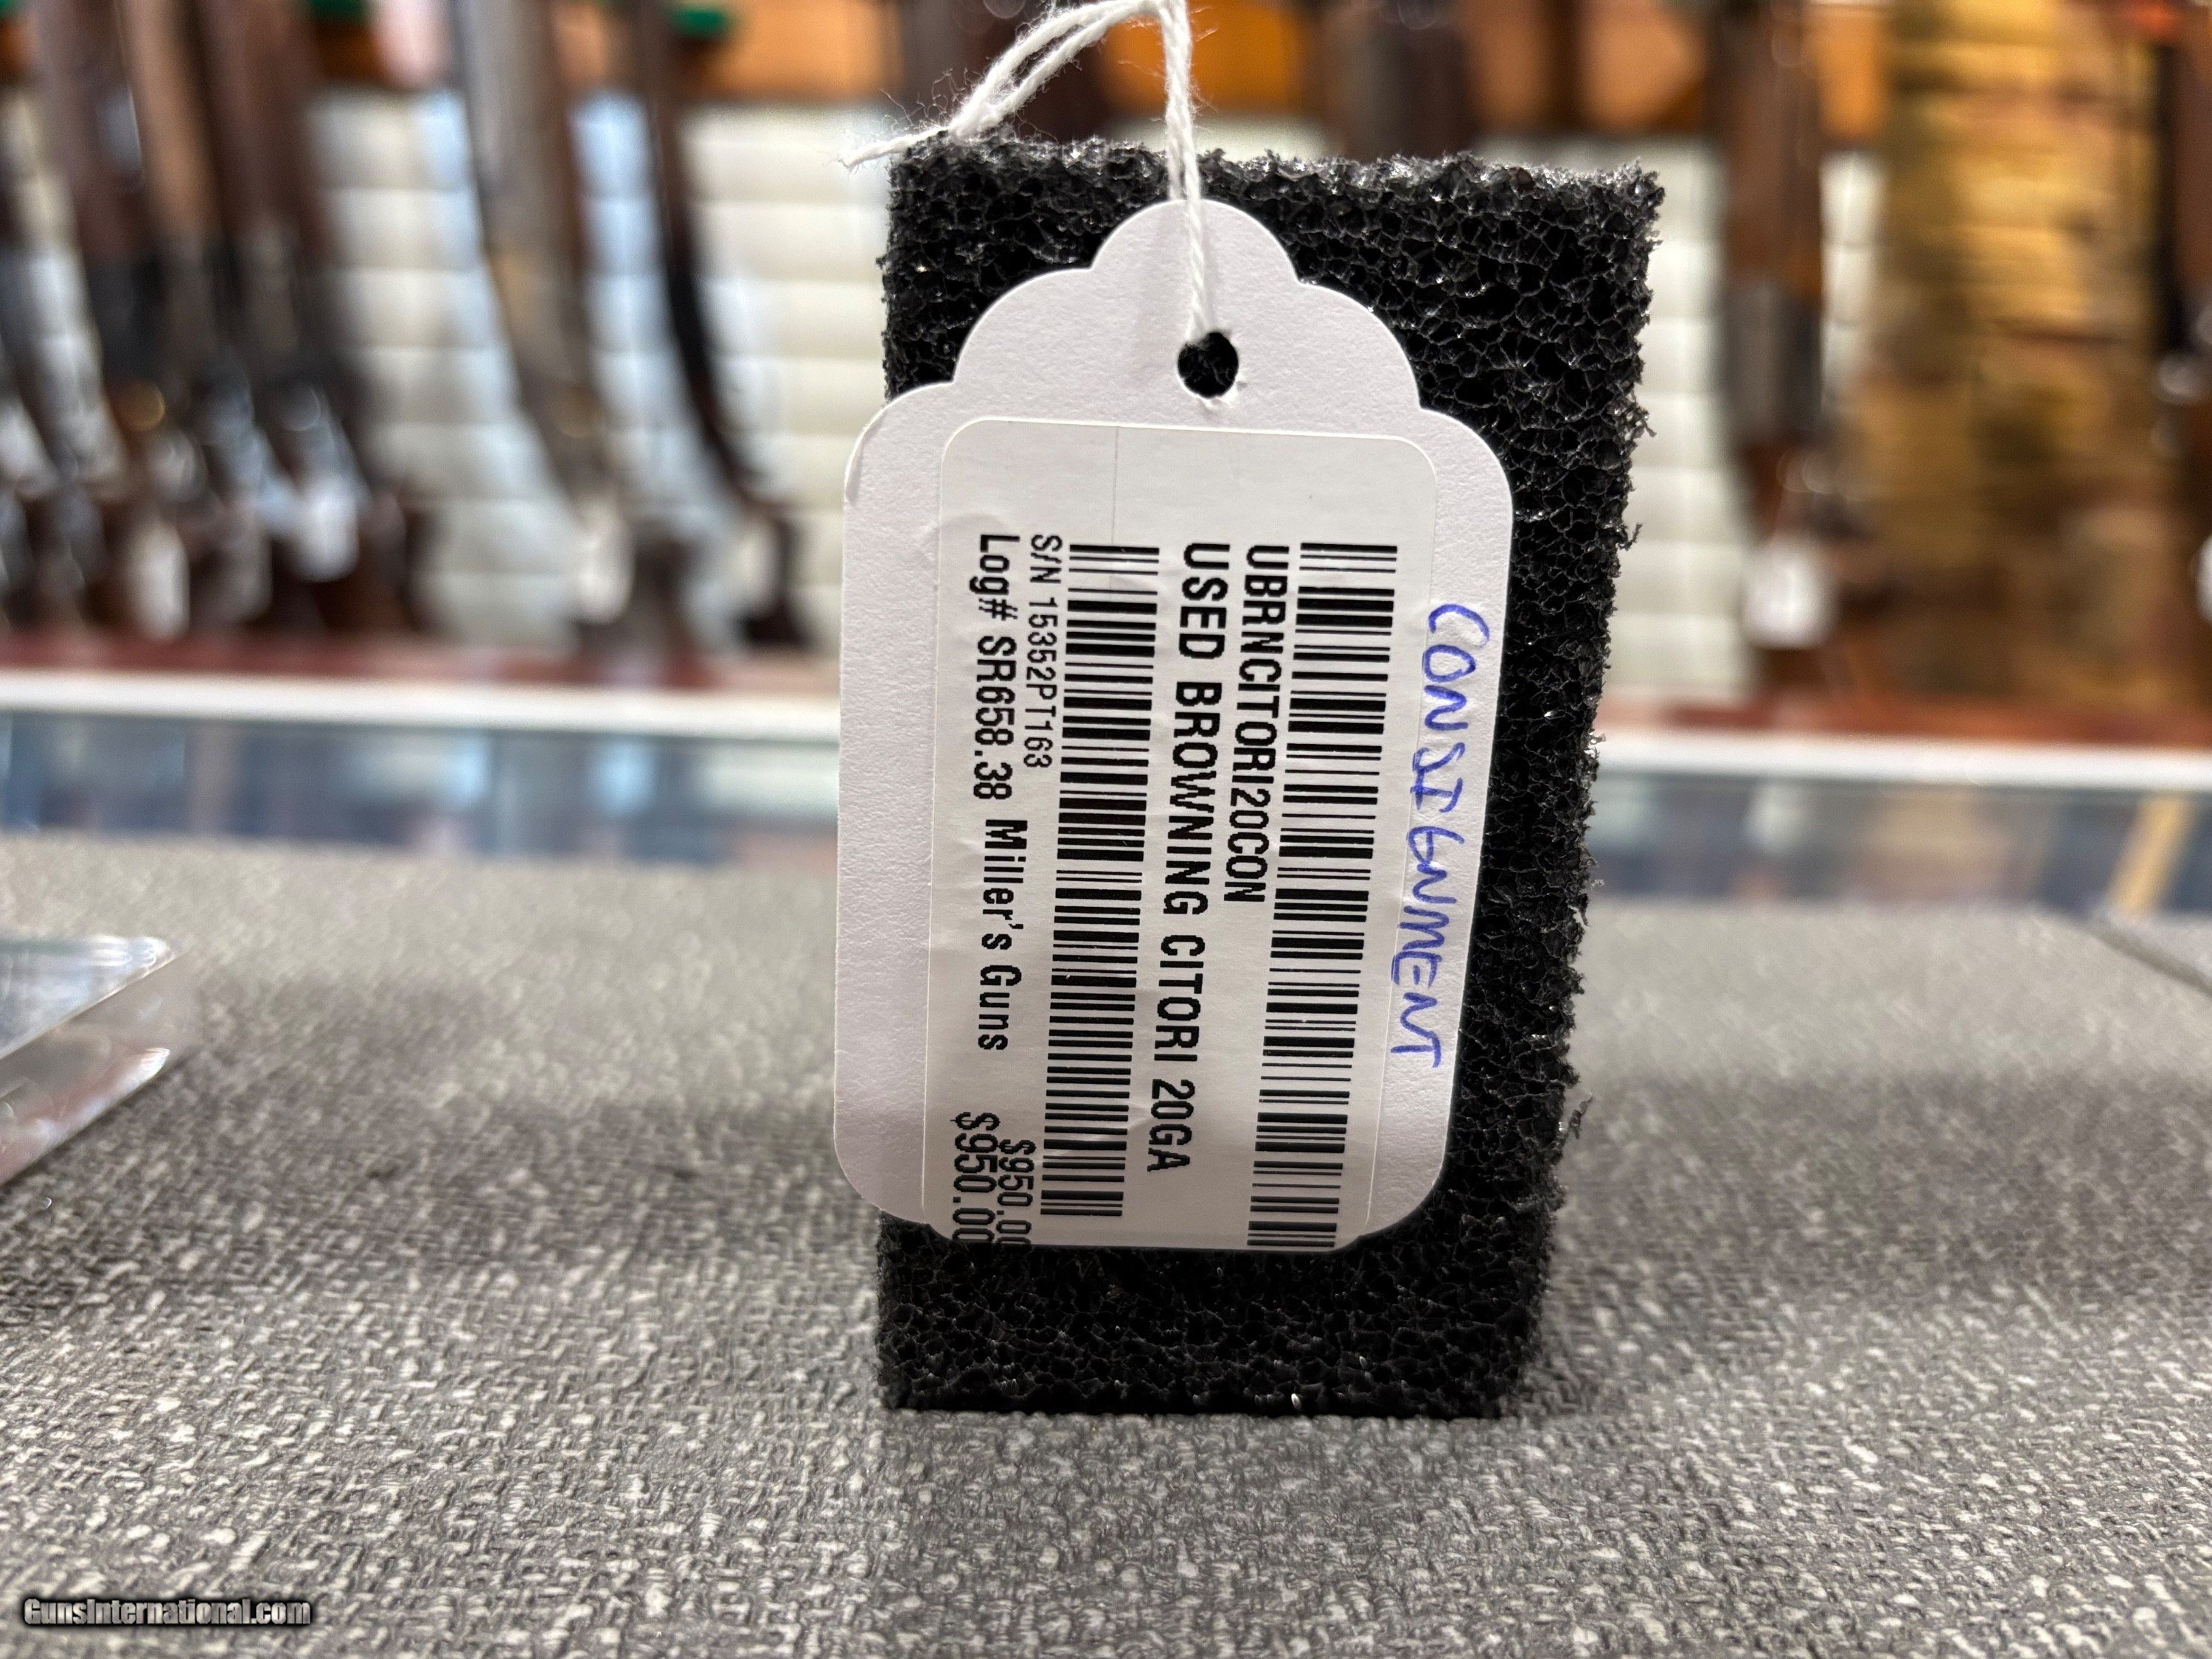 CONSIGNMENT
UBRNCITORI20CON
USED BROWNING CITORI 20GA
S/N 15352PT163 $950.00
Log# SR658.38 Miller's Guns $950.00
GunsInternational.com